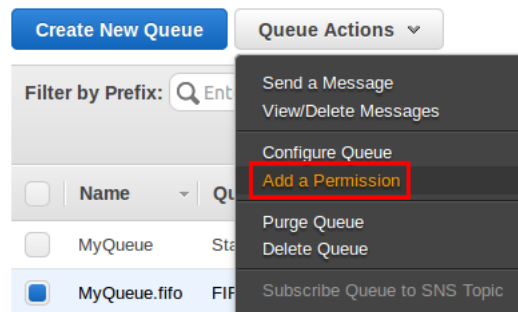 Create New Queue
Queue Actions
Filter by Prefix:
Send a Message
View/Delete Messages
Configure Queue
Add a Permission
Name
Purge Queue
Delete Queue
MyQueue
Subscribe Queue to SNS Topic
MyQueue.fifo